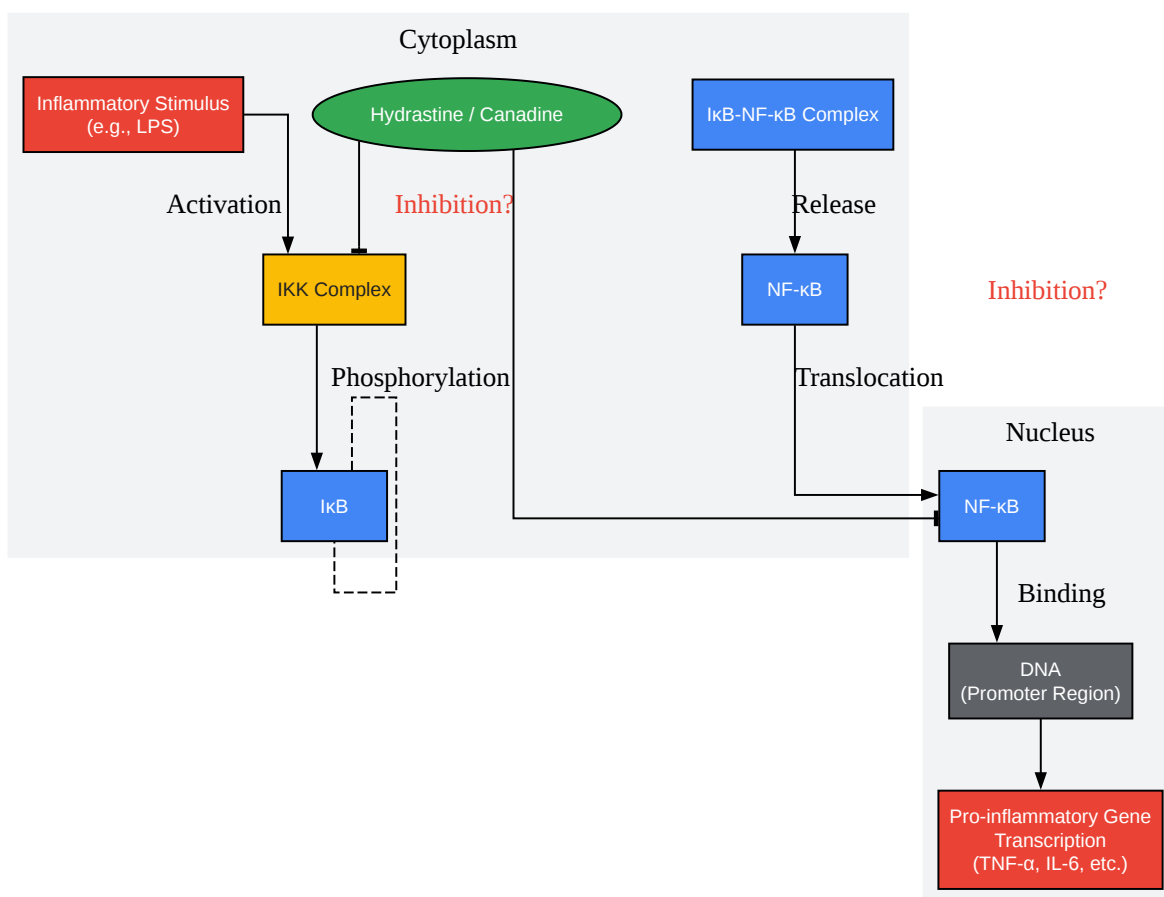 Cytoplasm
Inflammatory Stimulus
(e.g., LPS)
Hydrastine / Canadine
IκB-NF-κB Complex
Activation
Inhibition?
Release
IKK Complex
NF-κB
Inhibition?
Phosphorylation
Translocation
Nucleus
IκB
NF-κB
Binding
DNA
(Promoter Region)
Pro-inflammatory Gene
Transcription
(TNF-α, IL-6, etc.)